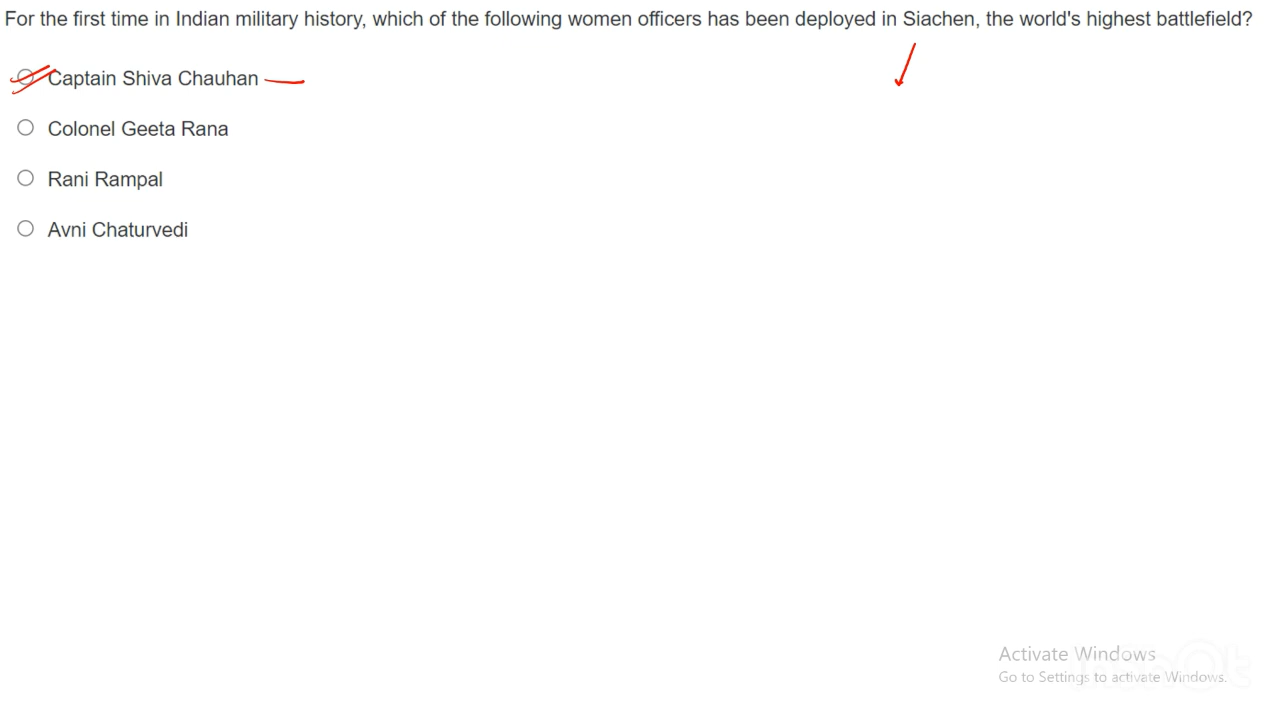 For the first time in Indian military history, which of the following women officers has been deployed in Siachen, the world's highest battlefield?
Captain Shiva Chauhan
Colonel Geeta Rana
Rani Rampal
Avni Chaturvedi
Activate Windows
Go to Settings to activate Windows.